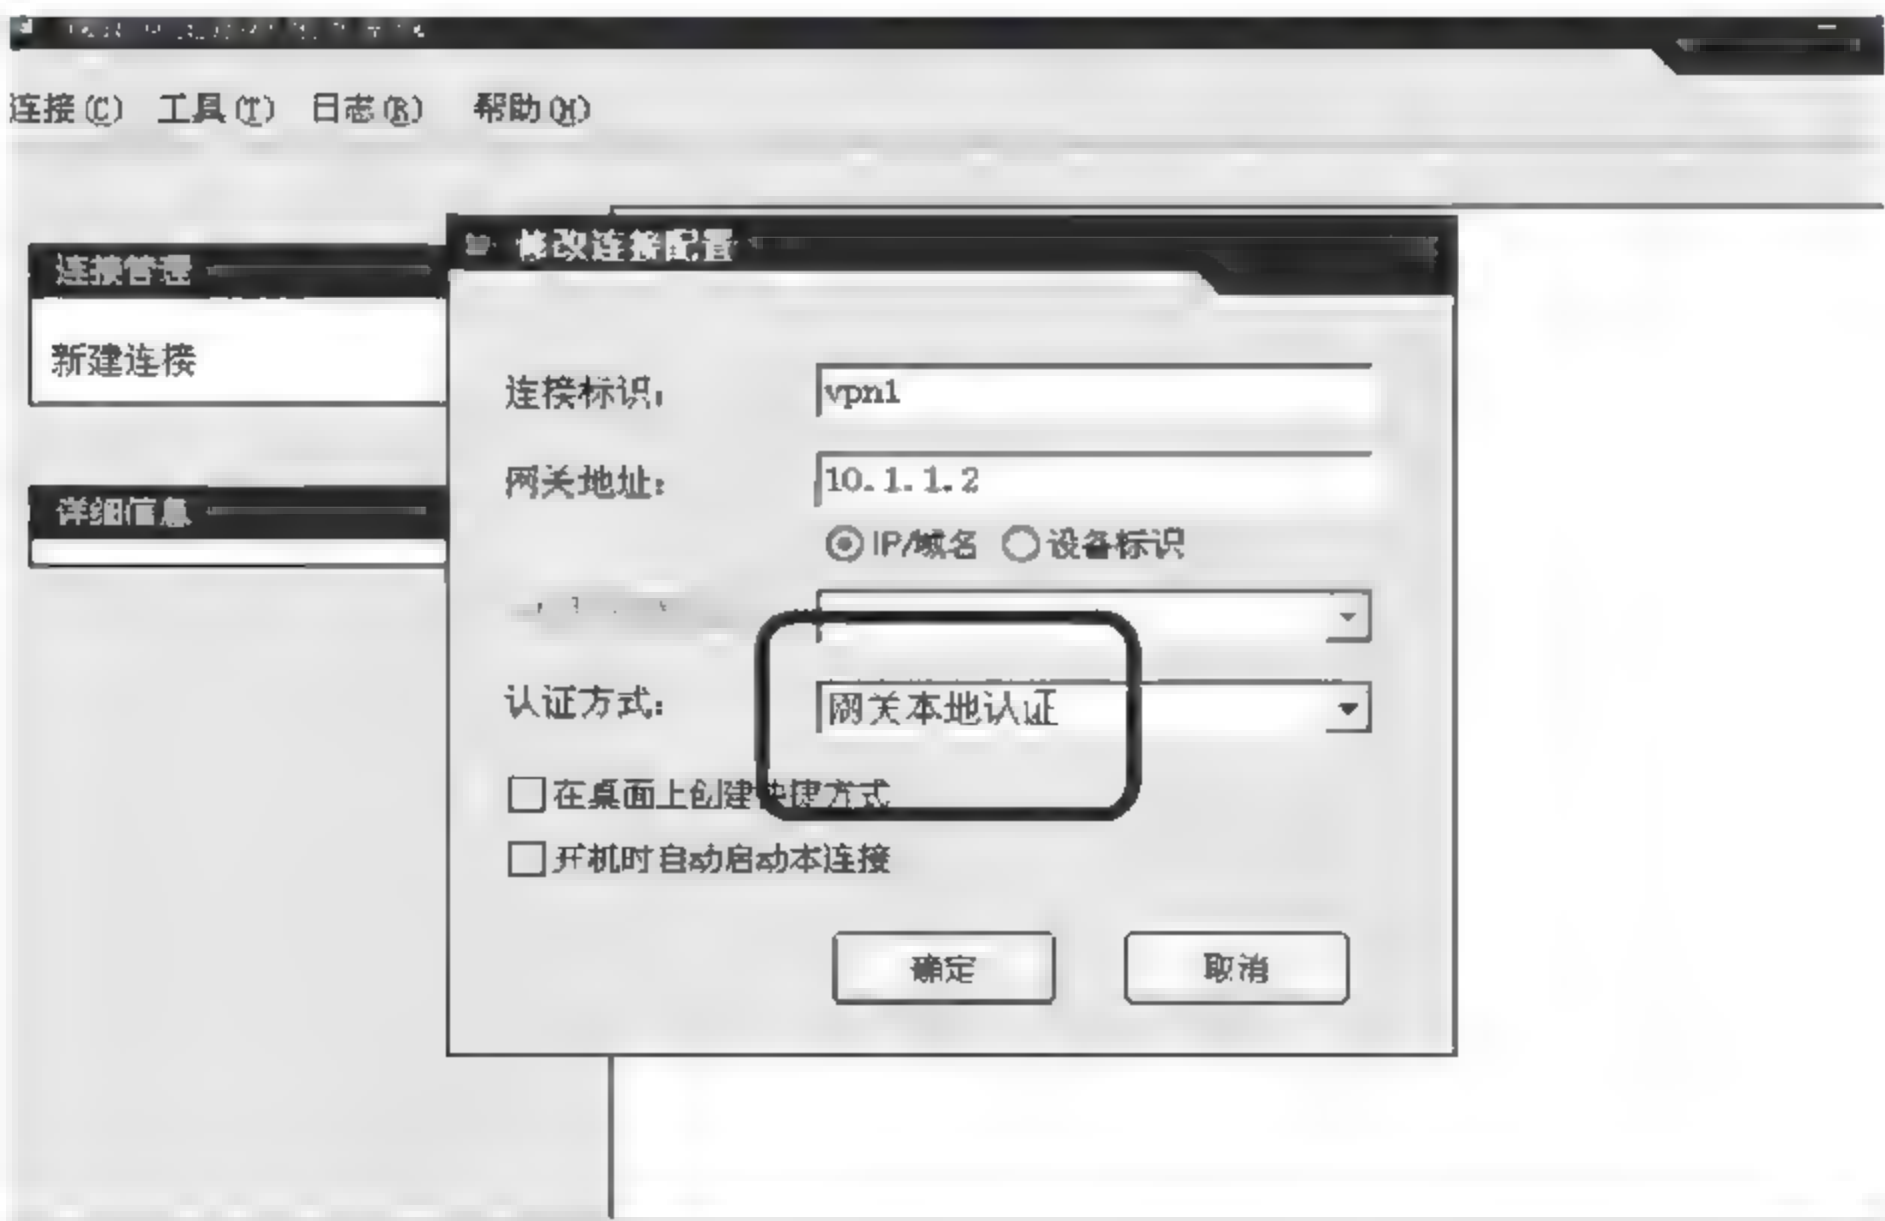 连接(C) 工具(T) 日志(R) 帮助(H)
连接管理
新建连接
详细信息
修改连接配置
连接标识：
vpn1
网关地址：
10.1.1.2
IP/域名 设备标识
认证方式：
网关本地认证
在桌面上创建快捷方式
开机时自动启动本连接
确定 取消